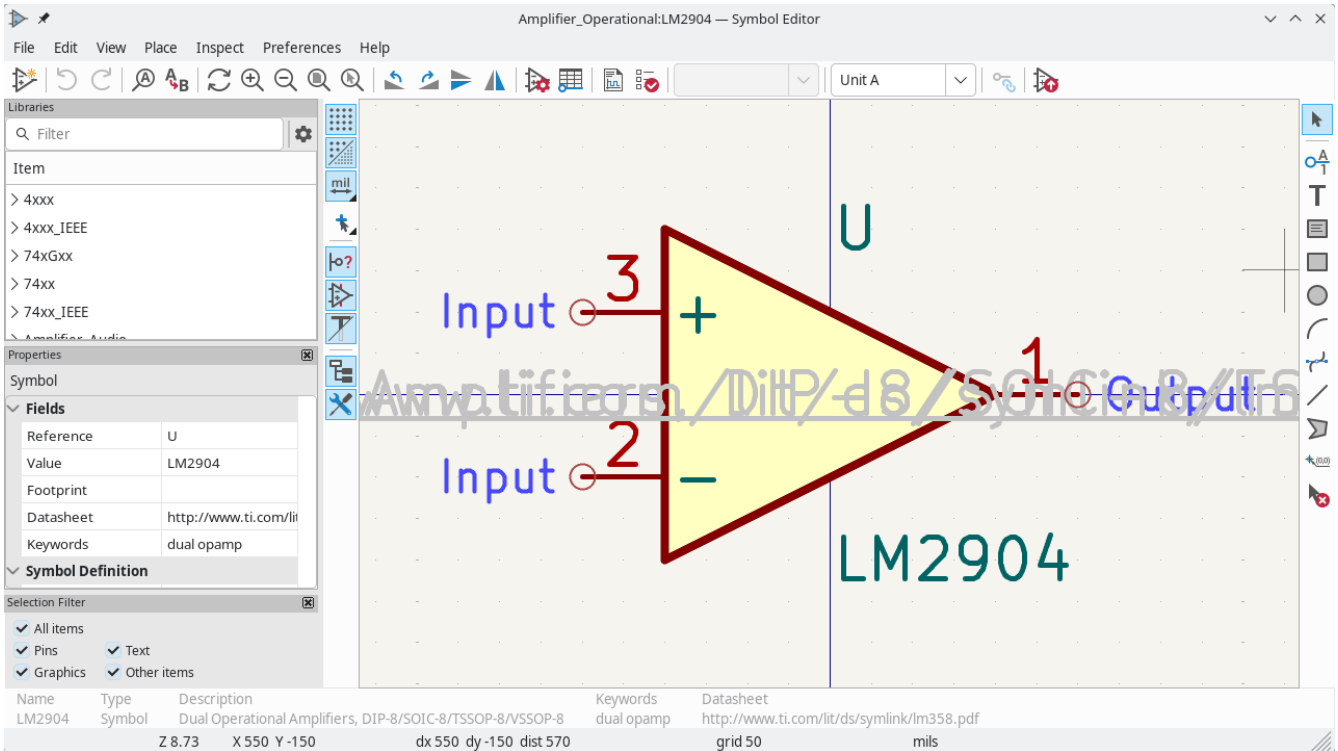 Amplifier_Operational:LM2904 — Symbol Editor
File Edit View Place Inspect Preferences Help
Unit A
Libraries
Filter
Item
4xxx
4xxx_IEEE
74xGxx
74xx
74xx_IEEE
Amplifier_Audio
mil
Properties
Symbol
Fields
Reference U
Value LM2904
Footprint
Datasheet http://www.ti.com/lit
Keywords dual opamp
Symbol Definition
Selection Filter
All items
Pins Text
Graphics Other items
U
3
Input
+
1
Output
2
Input
−
LM2904
Name Type Description Keywords Datasheet
LM2904 Symbol Dual Operational Amplifiers, DIP-8/SOIC-8/TSSOP-8/VSSOP-8 dual opamp http://www.ti.com/lit/ds/symlink/lm358.pdf
Z 8.73 X 550 Y -150 dx 550 dy -150 dist 570 grid 50 mils